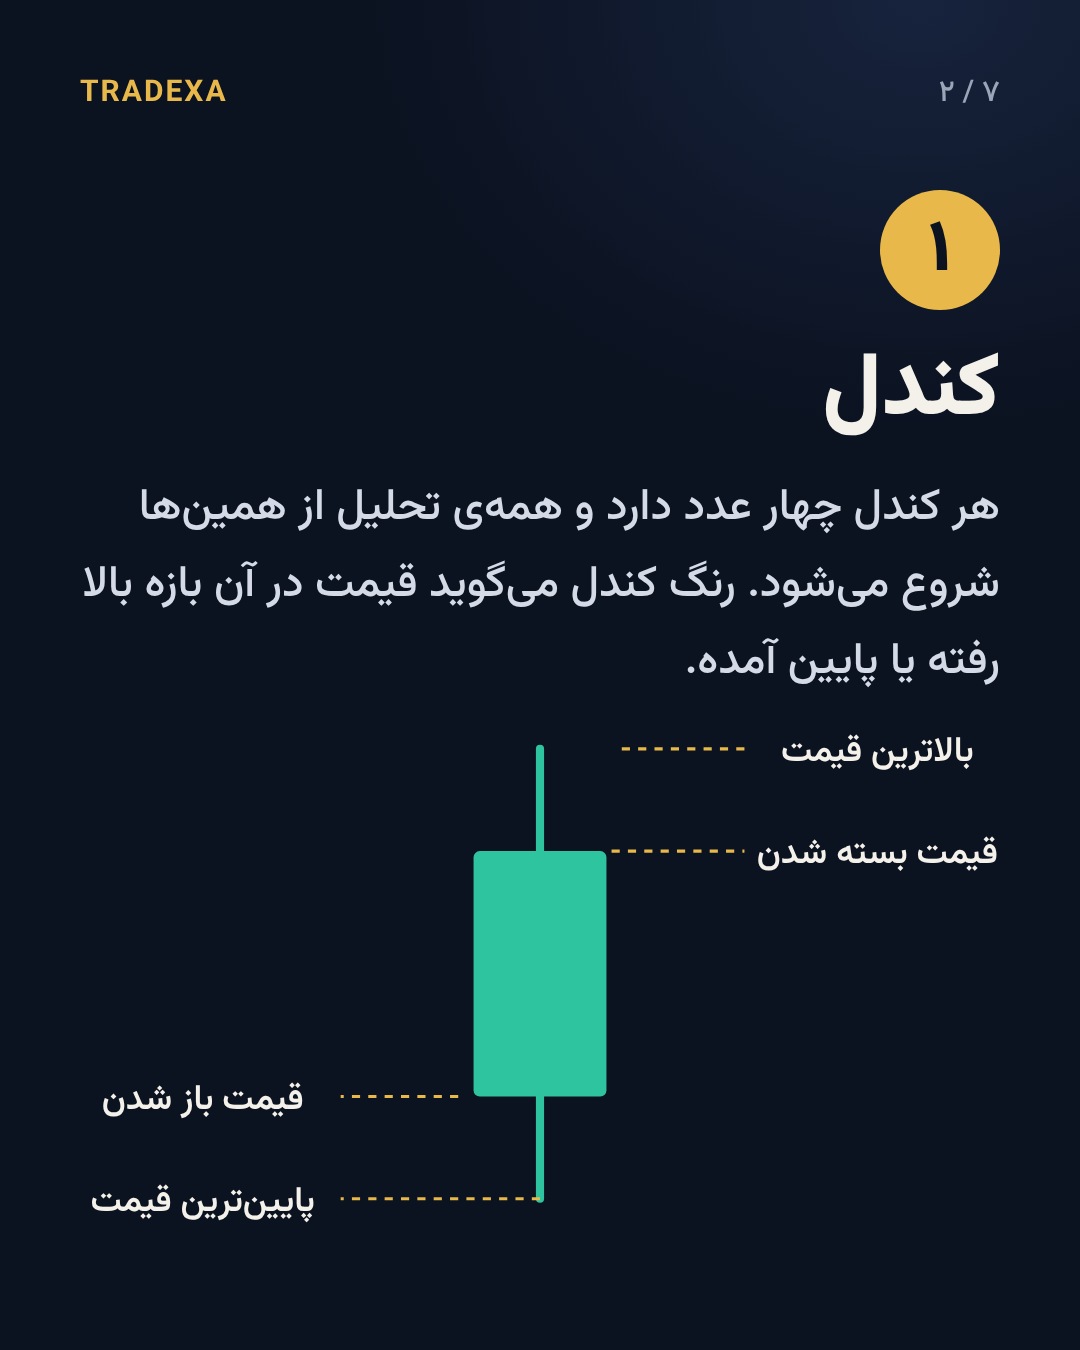 TRADEXA
۲ / ۷
۱
کندل
هر کندل چهار عدد دارد و همه‌ی تحلیل از همین‌ها
شروع می‌شود. رنگ کندل می‌گوید قیمت در آن بازه بالا
رفته یا پایین آمده.
بالاترین قیمت
قیمت بسته شدن
قیمت باز شدن
پایین‌ترین قیمت